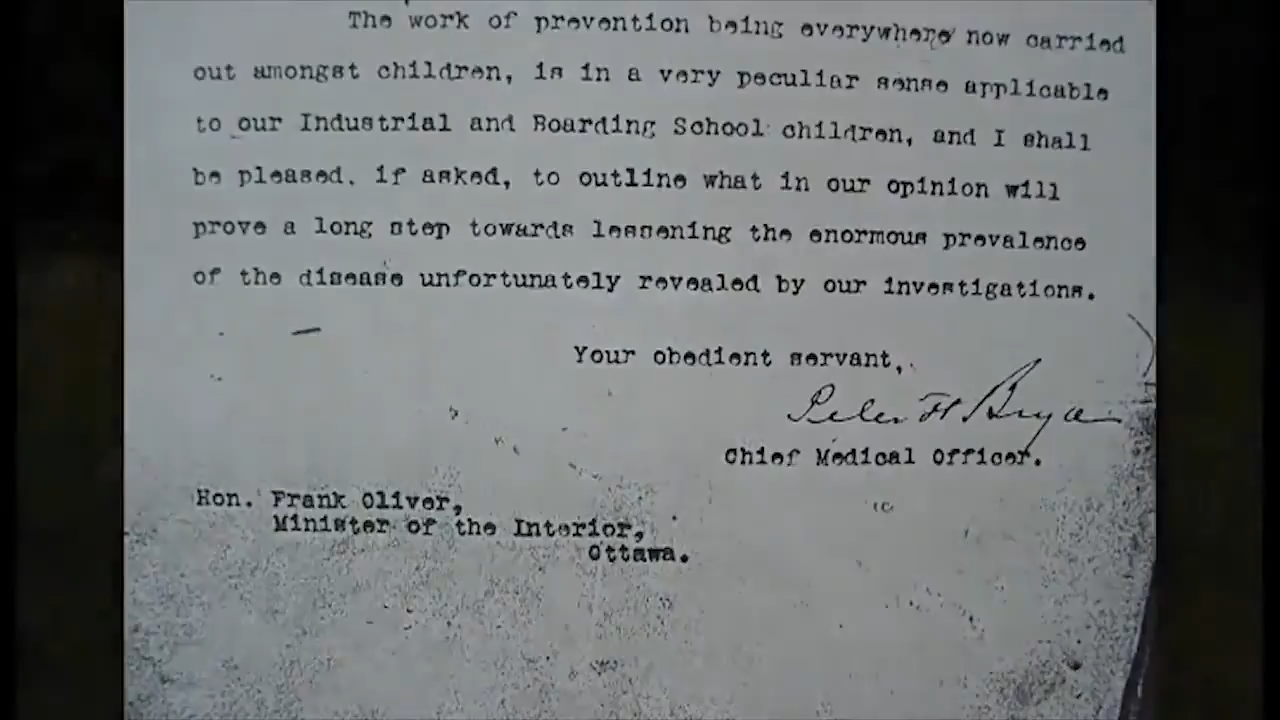 The work of prevention being everywhere now carried
out amongst children, is in a very peculiar sense applicable
to our Industrial and Boarding School children, and I shall
be pleased, if asked, to outline what in our opinion will
prove a long step towards lessening the enormous prevalence
of the disease unfortunately revealed by our investigations.
Your obedient servant,
Peter H Bryce
Chief Medical Officer.
Hon. Frank Oliver,
Minister of the Interior,
Ottawa.